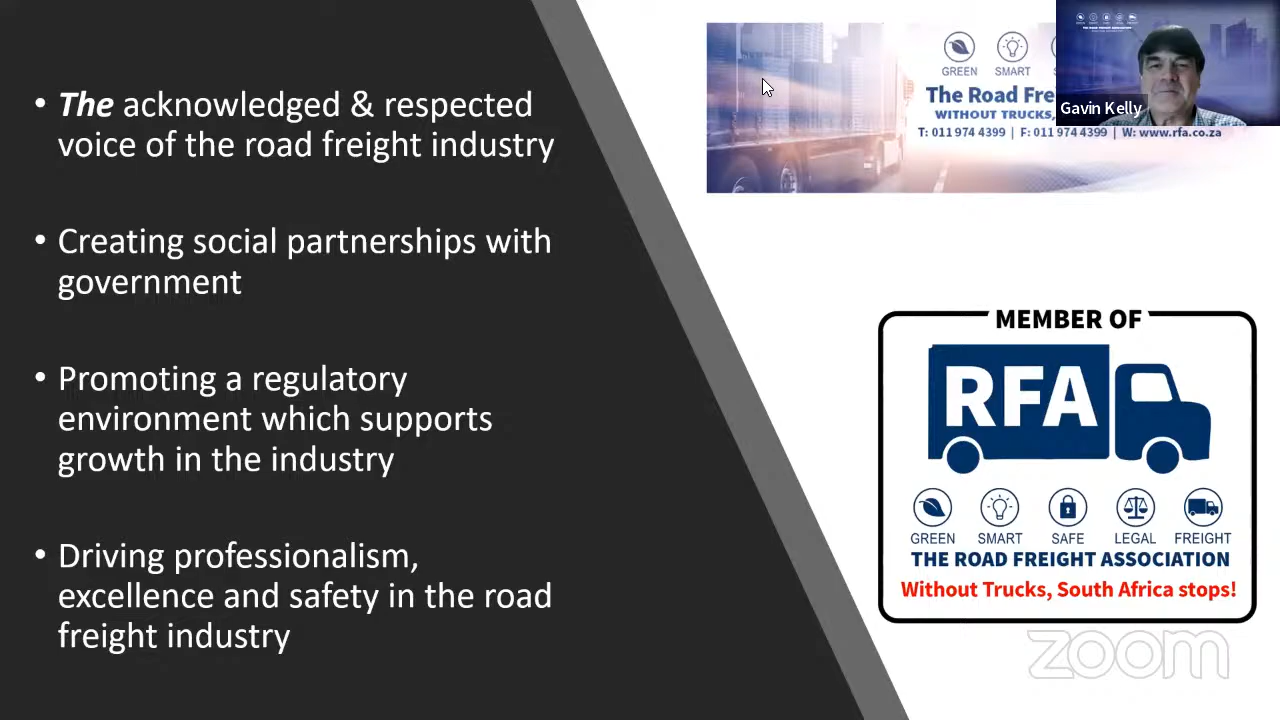 • The acknowledged & respected
voice of the road freight industry
• Creating social partnerships with
government
• Promoting a regulatory
environment which supports
growth in the industry
• Driving professionalism,
excellence and safety in the road
freight industry
GREEN SMART
The Road
WITHOUT TRUCKS,
T: 011 974 4399 | F: 011 974 4399 | W: www.rfa.co.za
Gavin Kelly
MEMBER OF
RFA
GREEN SMART SAFE LEGAL FREIGHT
THE ROAD FREIGHT ASSOCIATION
Without Trucks, South Africa stops!
zoom